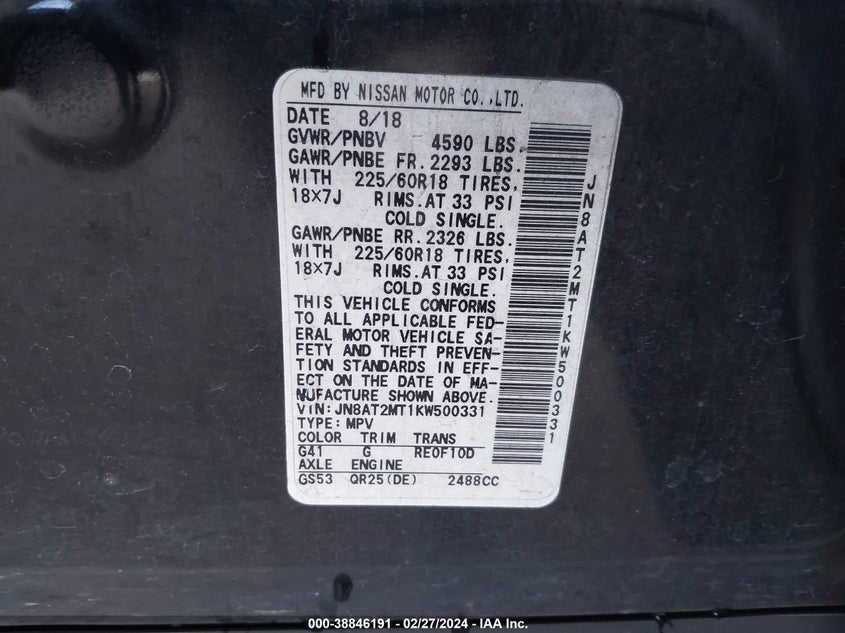 MFD BY NISSAN MOTOR CO.,LTD.
DATE 8/18
GVWR/PNBV 4590 LBS.
GAWR/PNBE FR. 2293 LBS.
WITH 225/60R18 TIRES,
18×7J RIMS.AT 33 PSI
COLD SINGLE.
GAWR/PNBE RR. 2326 LBS.
WITH 225/60R18 TIRES,
18×7J RIMS.AT 33 PSI
COLD SINGLE.
THIS VEHICLE CONFORMS
TO ALL APPLICABLE FED-
ERAL MOTOR VEHICLE SA-
FETY AND THEFT PREVEN-
TION STANDARDS IN EFF-
ECT ON THE DATE OF MA-
NUFACTURE SHOWN ABOVE.
VIN:JN8AT2MT1KW500331
TYPE:MPV
COLOR TRIM TRANS
G41 G RE0F10D
AXLE ENGINE
GS53 QR25(DE) 2488CC
JN8AT2MT1KW500331
000-38846191 - 02/27/2024 - IAA Inc.